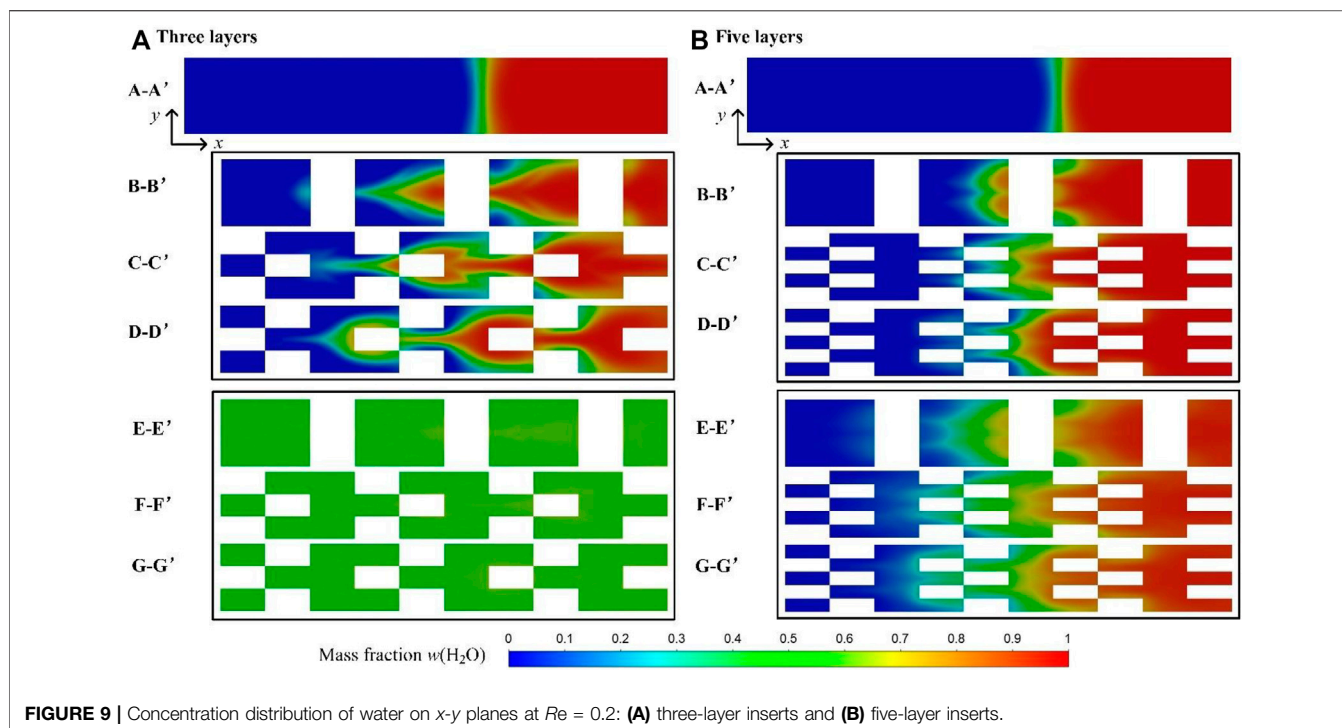 A Three layers
A-A'
y
x
B-B'
C-C'
D-D'
E-E'
F-F'
G-G'
B Five layers
A-A'
y
x
B-B'
C-C'
D-D'
E-E'
F-F'
G-G'
0 0.1 0.2 0.3 0.4 0.5 0.6 0.7 0.8 0.9 1
Mass fraction w(H₂O)
FIGURE 9 | Concentration distribution of water on x-y planes at Re = 0.2: (A) three-layer inserts and (B) five-layer inserts.